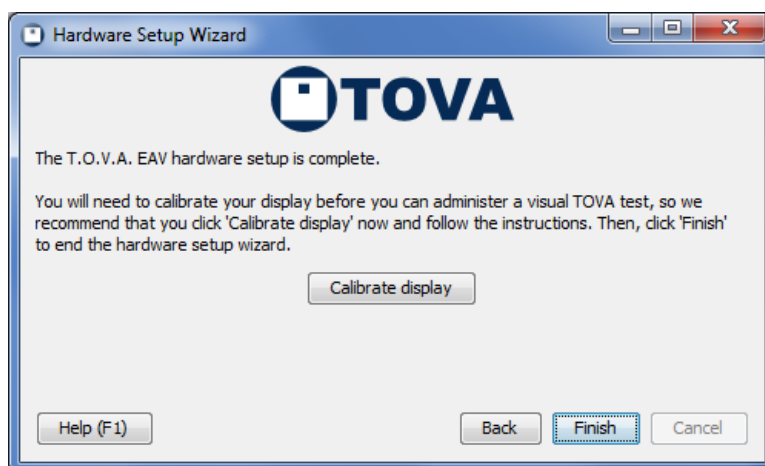 Hardware Setup Wizard
TOVA
The T.O.V.A. EAV hardware setup is complete.
You will need to calibrate your display before you can administer a visual TOVA test, so we
recommend that you click 'Calibrate display' now and follow the instructions. Then, click 'Finish'
to end the hardware setup wizard.
Calibrate display
Help (F1) Back Finish Cancel